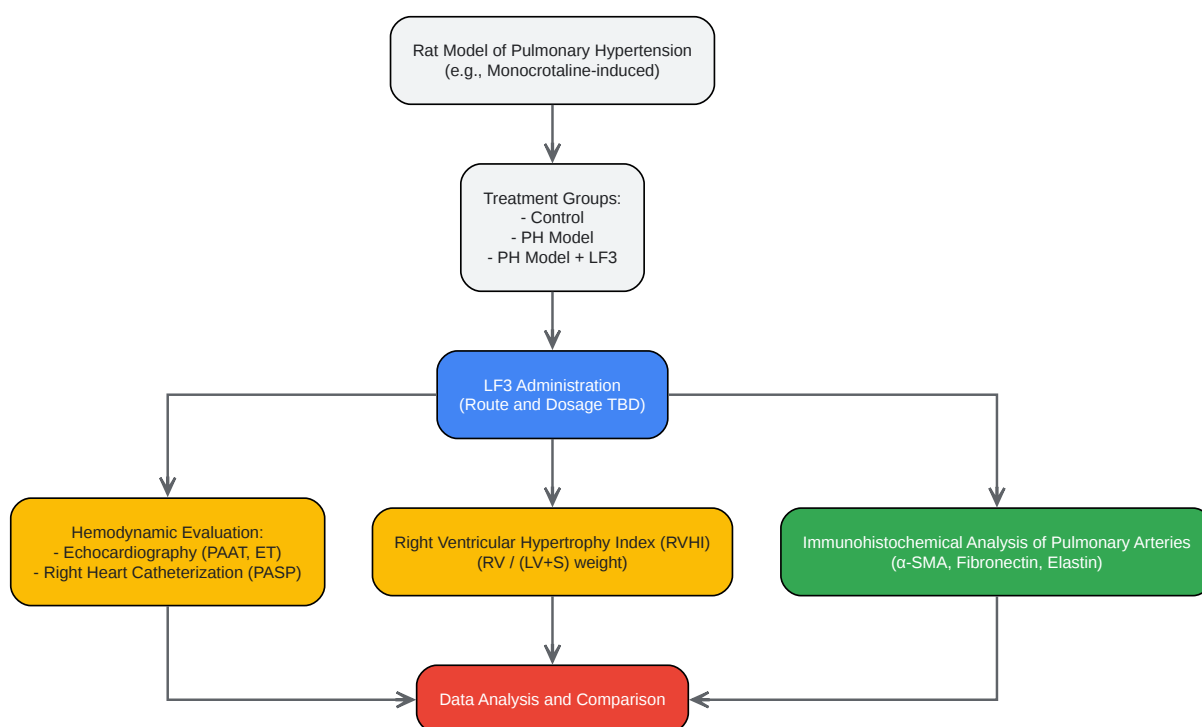 Rat Model of Pulmonary Hypertension
(e.g., Monocrotaline-induced)
Treatment Groups:
- Control
- PH Model
- PH Model + LF3
LF3 Administration
(Route and Dosage TBD)
Hemodynamic Evaluation:
- Echocardiography (PAAT, ET)
- Right Heart Catheterization (PASP)
Right Ventricular Hypertrophy Index (RVHI)
(RV / (LV+S) weight)
Immunohistochemical Analysis of Pulmonary Arteries
(α-SMA, Fibronectin, Elastin)
Data Analysis and Comparison